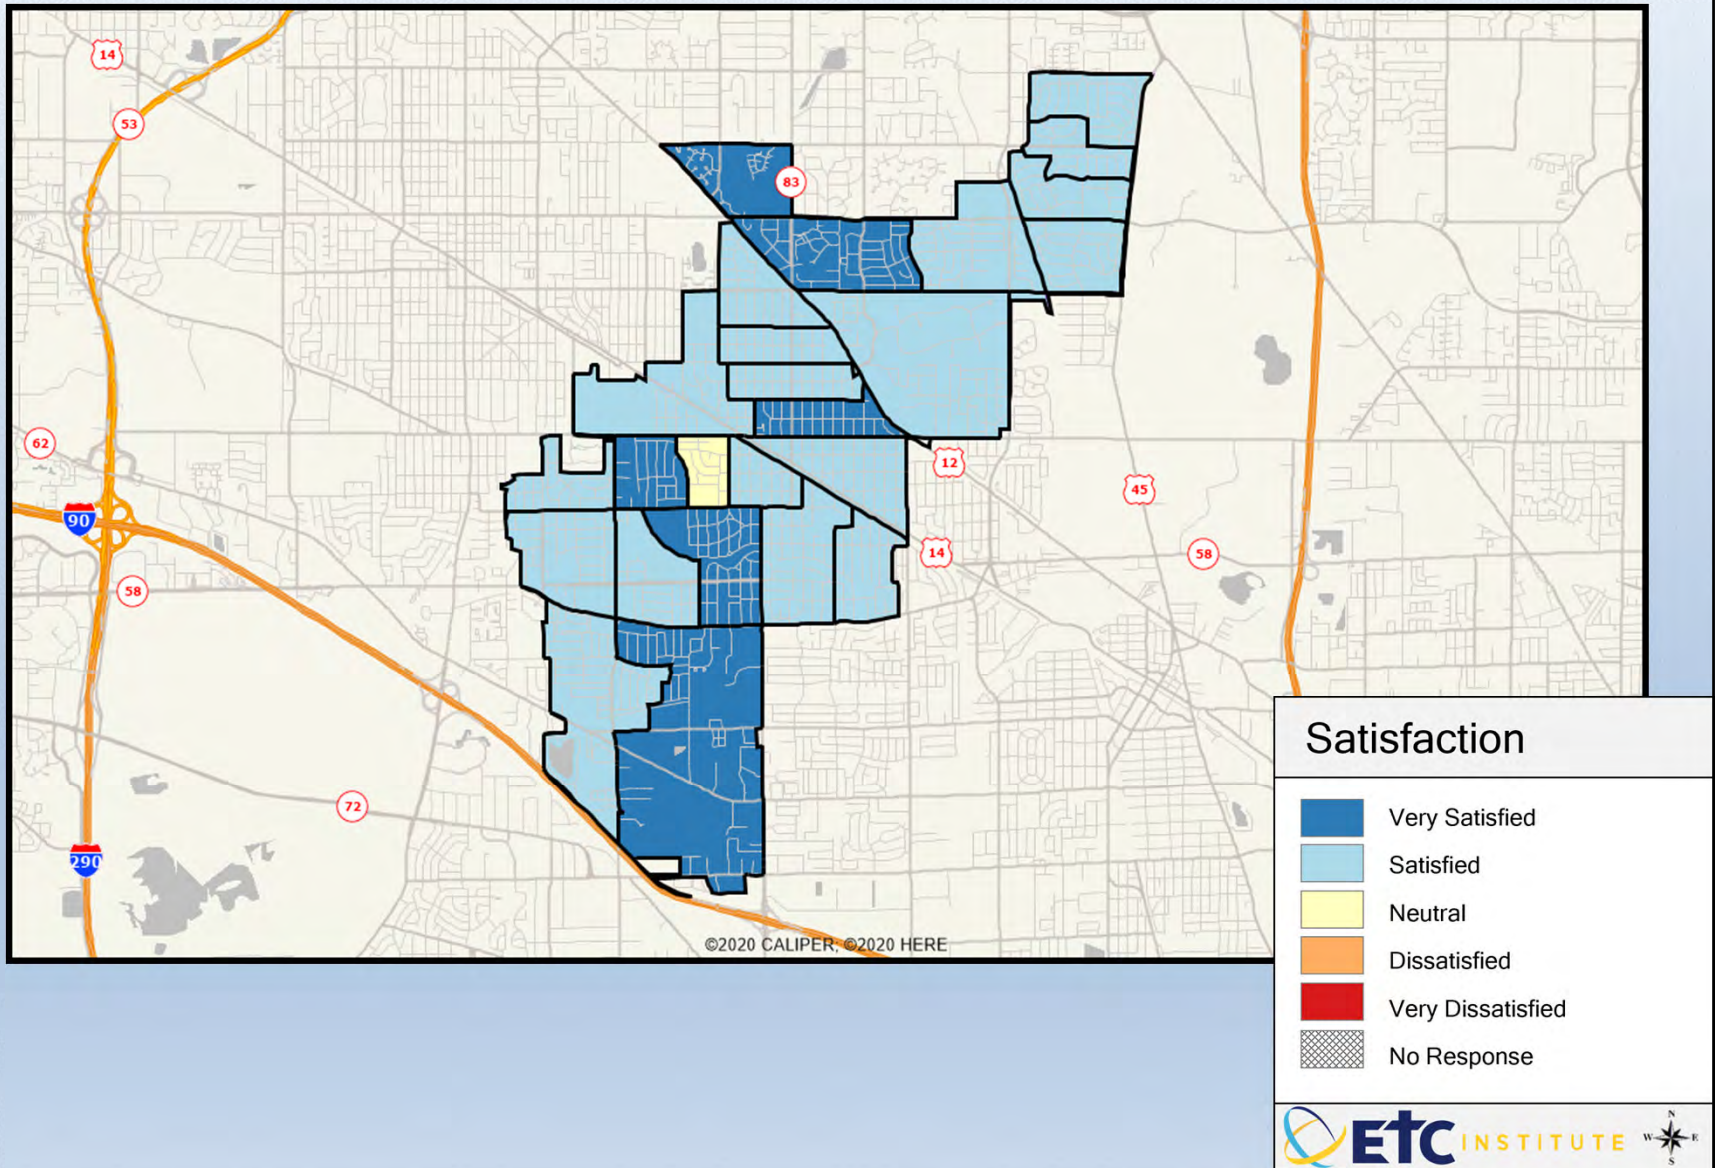 14
53
83
62
12
45
90
14
58
58
72
290
©2020 CALIPER; ©2020 HERE
Satisfaction
Very Satisfied
Satisfied
Neutral
Dissatisfied
Very Dissatisfied
No Response
ETC INSTITUTE
N
W E
S